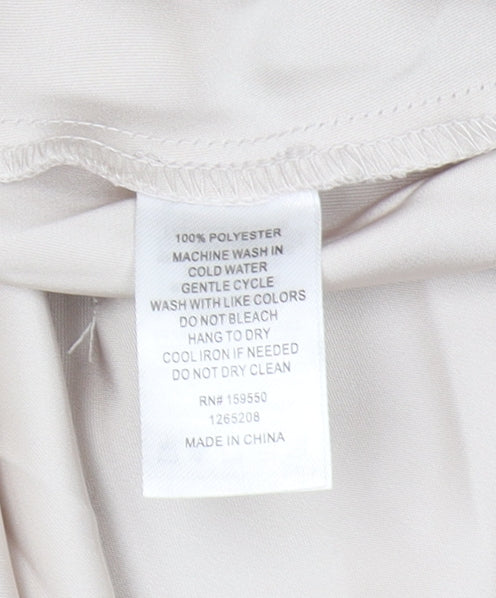 100% POLYESTER
MACHINE WASH IN
COLD WATER
GENTLE CYCLE
WASH WITH LIKE COLORS
DO NOT BLEACH
HANG TO DRY
COOL IRON IF NEEDED
DO NOT DRY CLEAN
RN# 159550
1265208
MADE IN CHINA